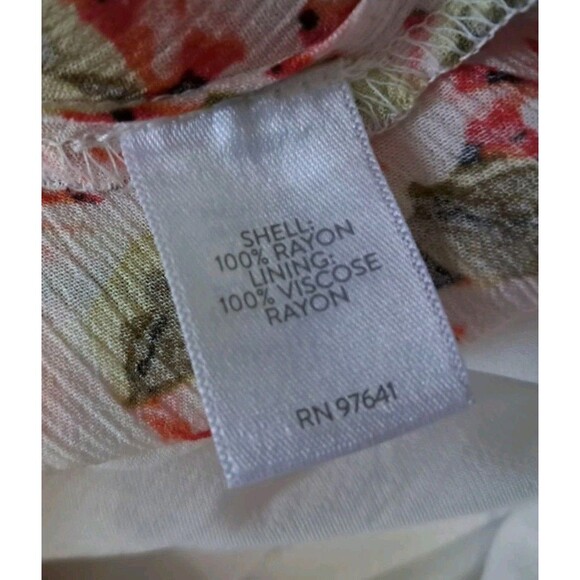 SHELL:
100% RAYON
LINING:
100% VISCOSE
RAYON
RN 97641